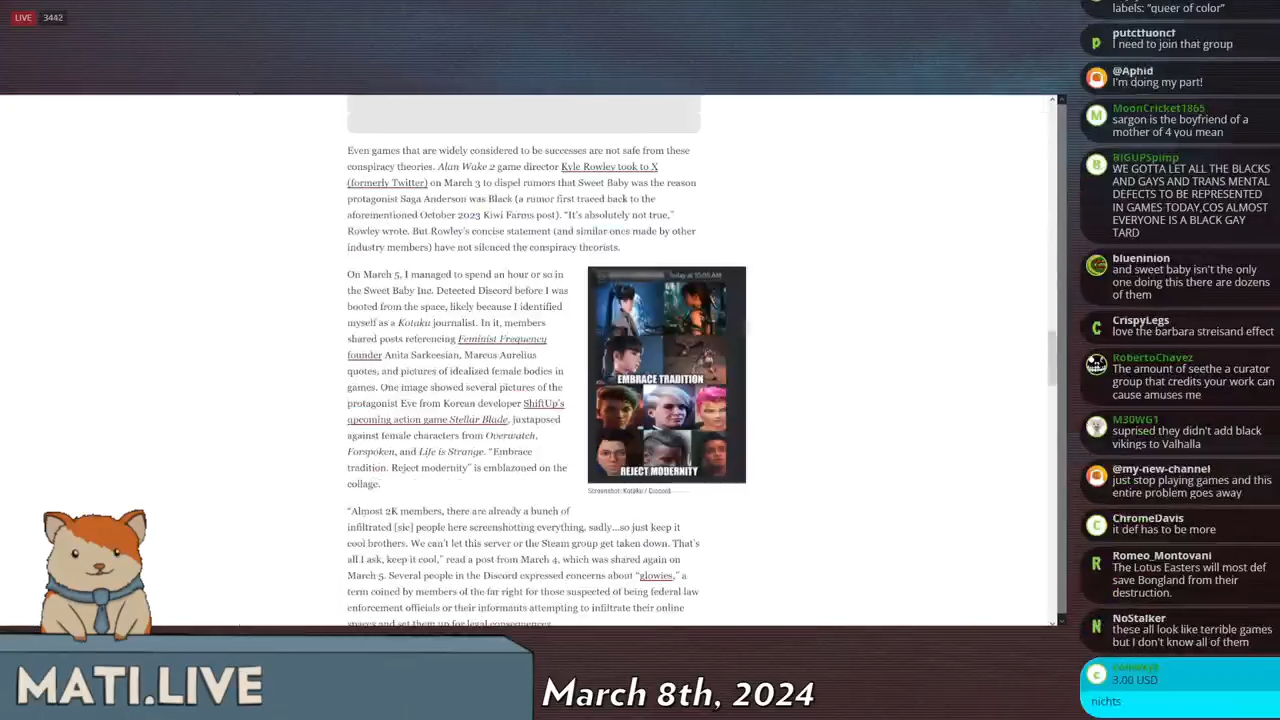 LIVE 3442
Even games that are widely considered to be successes are not safe from these
conspiracy theories. Alan Wake 2 game director Kyle Rowley took to X
(formerly Twitter) on March 3 to dispel rumors that Sweet Baby was the reason
protagonist Saga Anderson was Black (a rumor first traced back to the
aforementioned October 2023 Kiwi Farms post). “It’s absolutely not true,”
Rowley wrote. But Rowley’s concise statement (and similar ones made by other
industry members) have not silenced the conspiracy theorists.
On March 5, I managed to spend an hour or so in
the Sweet Baby Inc. Detected Discord before I was
booted from the space, likely because I identified
myself as a Kotaku journalist. In it, members
shared posts referencing Feminist Frequency
founder Anita Sarkeesian, Marcus Aurelius
quotes, and pictures of idealized female bodies in
games. One image showed several pictures of the
protagonist Eve from Korean developer ShiftUp’s
upcoming action game Stellar Blade, juxtaposed
against female characters from Overwatch,
Forspoken, and Life is Strange. “Embrace
tradition. Reject modernity” is emblazoned on the
collage.
Today at 10:00 AM
EMBRACE TRADITION
REJECT MODERNITY
Screenshot: Kotaku / Discord
“Almost 2K members, there are already a bunch of
infiltrated [sic] people here screenshotting everything, sadly...so just keep it
cool brothers. We can’t let this server or the Steam group get taken down. That’s
all I ask, keep it cool,” read a post from March 4, which was shared again on
March 5. Several people in the Discord expressed concerns about “glowies,” a
term coined by members of the far right for those suspected of being federal law
enforcement officials or their informants attempting to infiltrate their online
spaces and set them up for legal consequences.
labels: “queer of color”
putctfuonct
I need to join that group
@Aphid
I'm doing my part!
MoonCricket1865
sargon is the boyfriend of a
mother of 4 you mean
BIGUPSpimp
WE GOTTA LET ALL THE BLACKS
AND GAYS AND TRANS MENTAL
DEFECTS TO BE REPRESENTED
IN GAMES TODAY,COS ALMOST
EVERYONE IS A BLACK GAY
TARD
blueninion
and sweet baby isn't the only
one doing this there are dozens
of them
CrispyLegs
love the barbara streisand effect
RobertoChavez
The amount of seethe a curator
group that credits your work can
cause amuses me
M30WG1
suprised they didn't add black
vikings to Valhalla
@my-new-channel
just stop playing games and this
entire problem goes away
ChromeDavis
it def has to be more
Romeo_Montovani
The Lotus Easters will most def
save Bongland from their
destruction.
NoStalker
these all look like terrible games
but I don't know all of them
3.00 USD
nichts
MATI.LIVE
March 8th, 2024